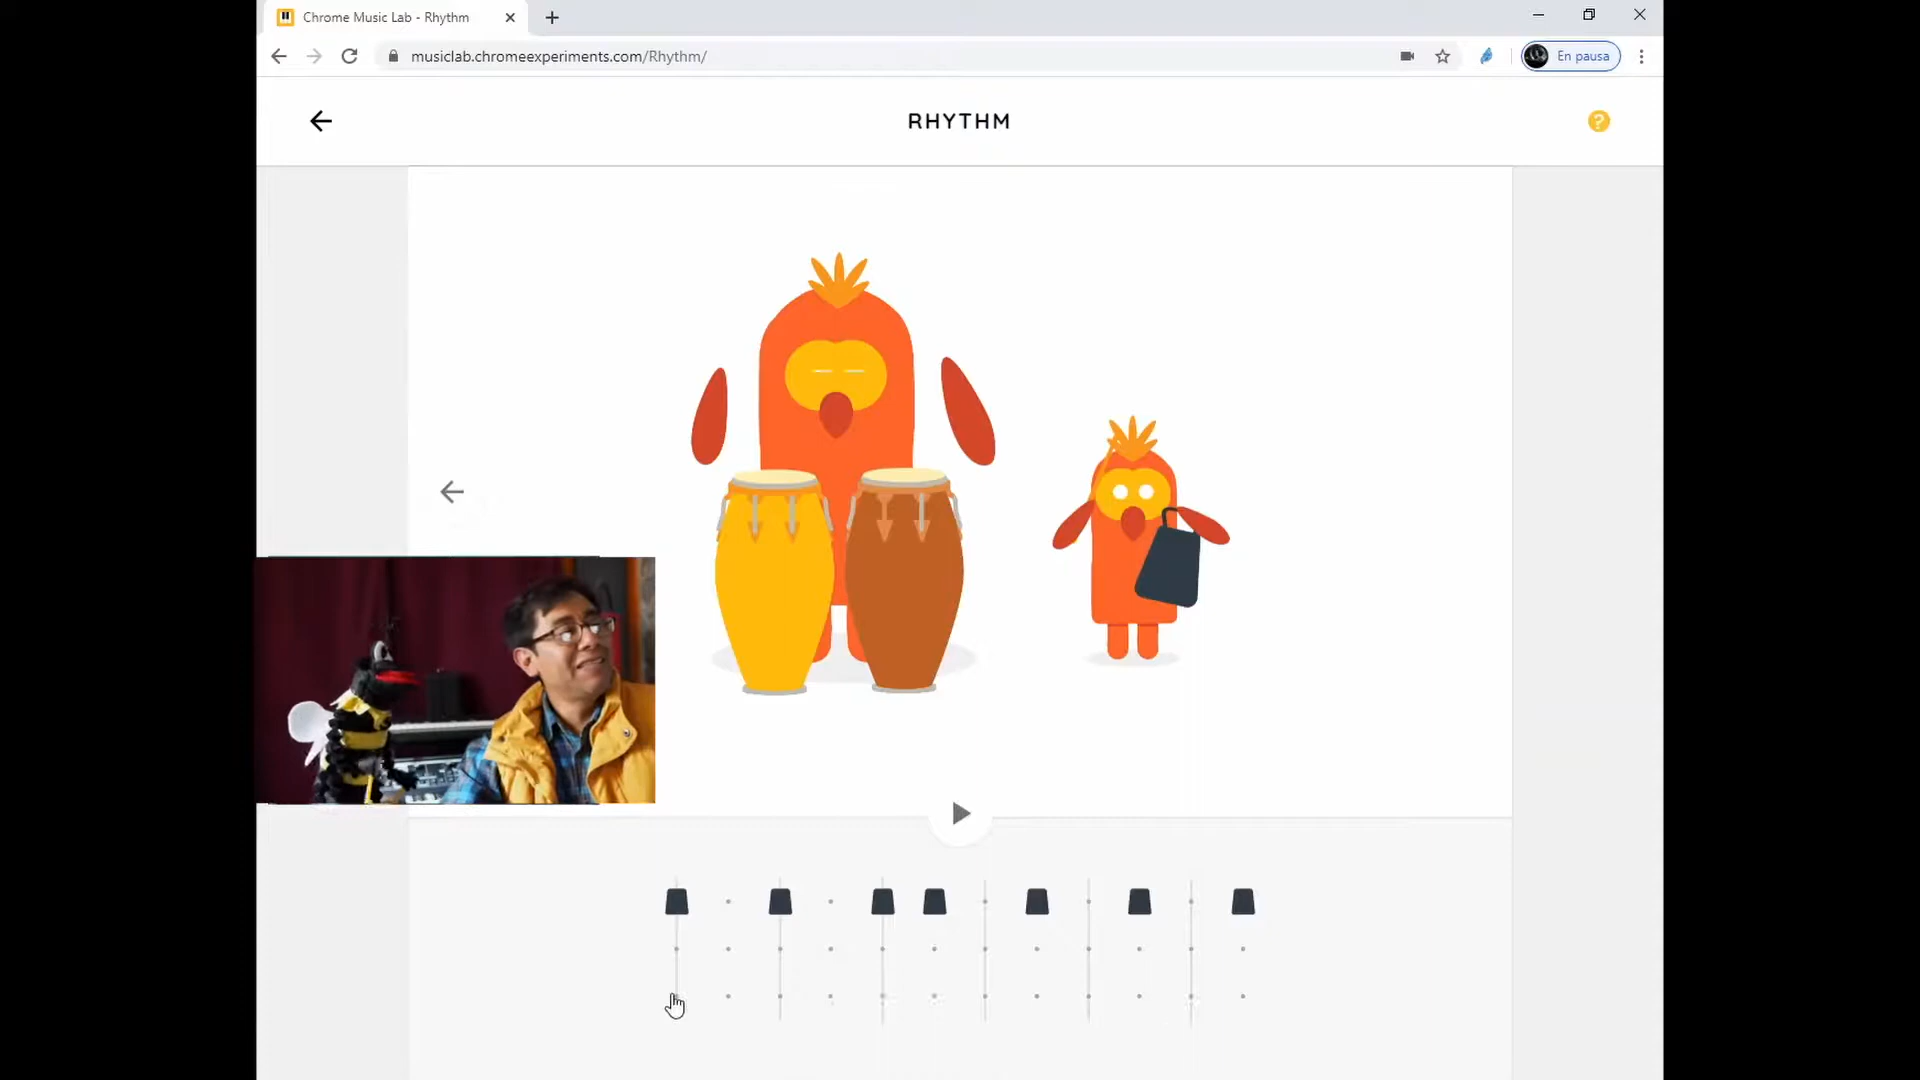 Chrome Music Lab - Rhythm
musiclab.chromeexperiments.com/Rhythm/
En pausa
RHYTHM
?